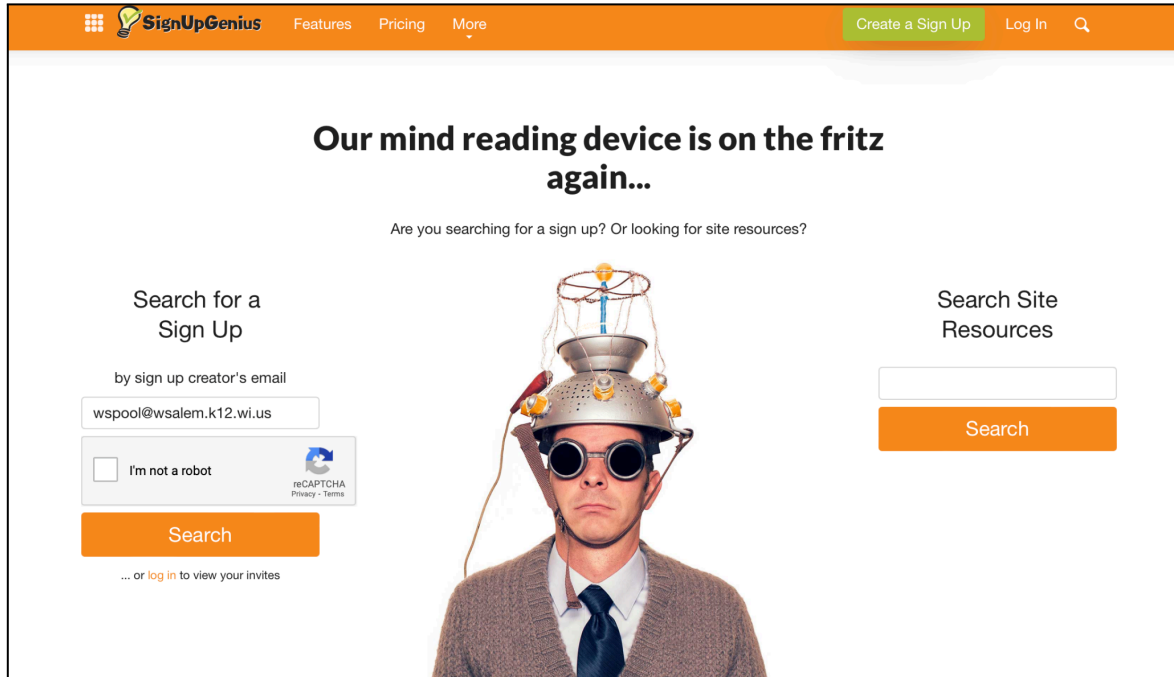 SignUpGenius Features Pricing More Create a Sign Up Log In
Our mind reading device is on the fritz
again...
Are you searching for a sign up? Or looking for site resources?
Search for a
Sign Up
by sign up creator's email
wspool@wsalem.k12.wi.us
I'm not a robot
reCAPTCHA
Privacy - Terms
Search
... or log in to view your invites
Search Site
Resources
Search